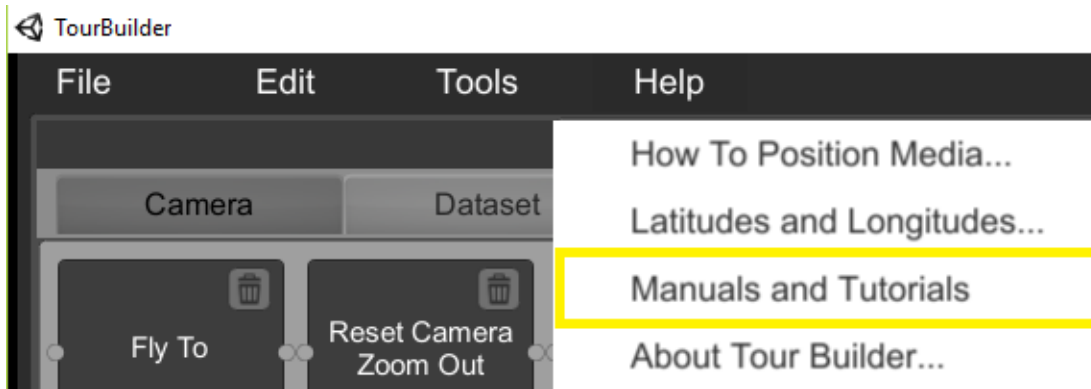 TourBuilder
File Edit Tools Help
How To Position Media...
Camera Dataset
Latitudes and Longitudes...
Manuals and Tutorials
Fly To
Reset Camera
Zoom Out
About Tour Builder...